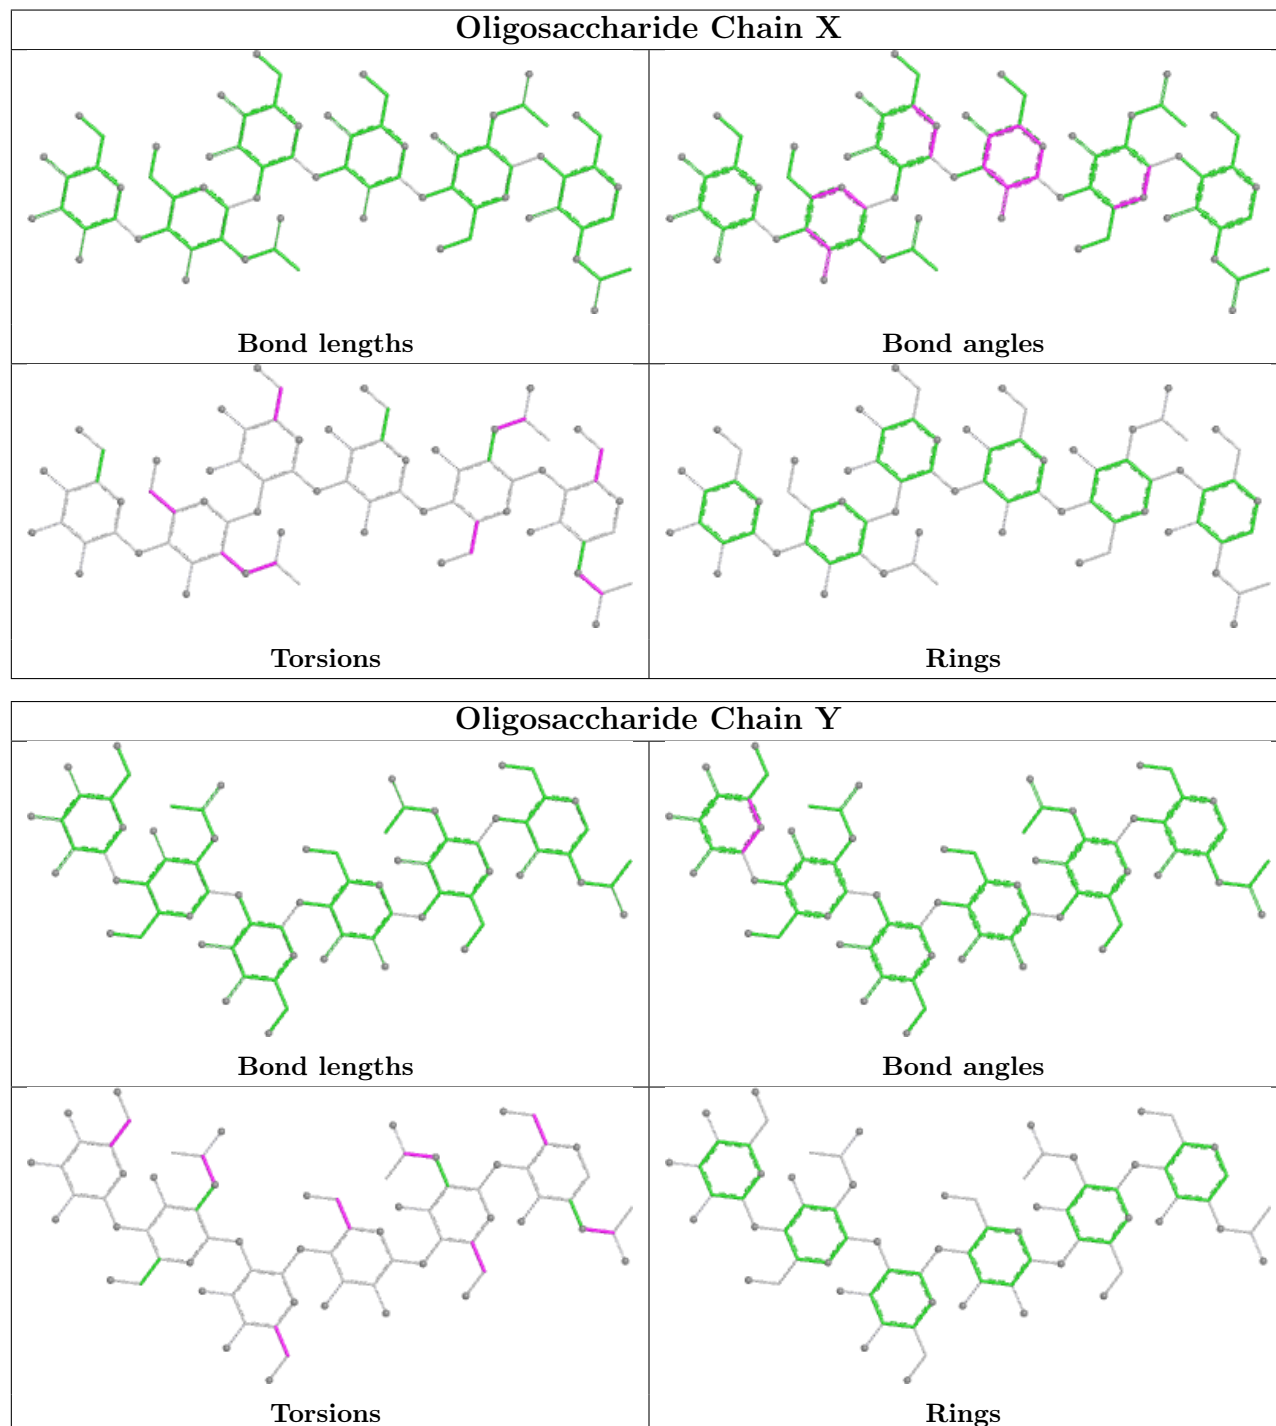 Oligosaccharide Chain X
Bond lengths
Bond angles
Torsions
Rings
Oligosaccharide Chain Y
Bond lengths
Bond angles
Torsions
Rings